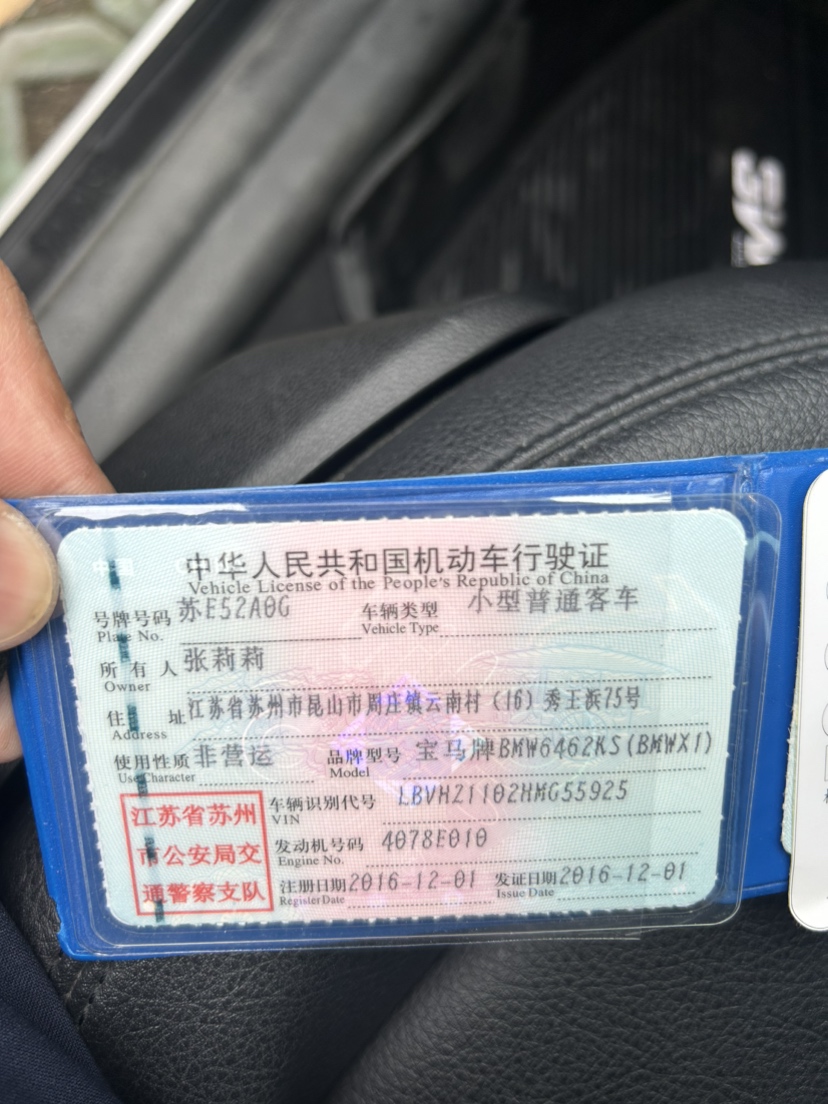 MS
中华人民共和国机动车行驶证
Vehicle License of the People's Republic of China
号牌号码 苏E52A0G 车辆类型 小型普通客车
Plate No. Vehicle Type
所有人 张莉莉
Owner
住址 江苏省苏州市昆山市周庄镇云南村(16)秀王浜75号
Address
使用性质 非营运 品牌型号 宝马牌BMW6462KS(BMWX1)
Use Character Model
江苏省苏州
市公安局交
通警察支队
车辆识别代号 LBVHZ1102HMG55925
VIN
发动机号码 4078E010
Engine No.
注册日期 2016-12-01 发证日期 2016-12-01
Register Date Issue Date